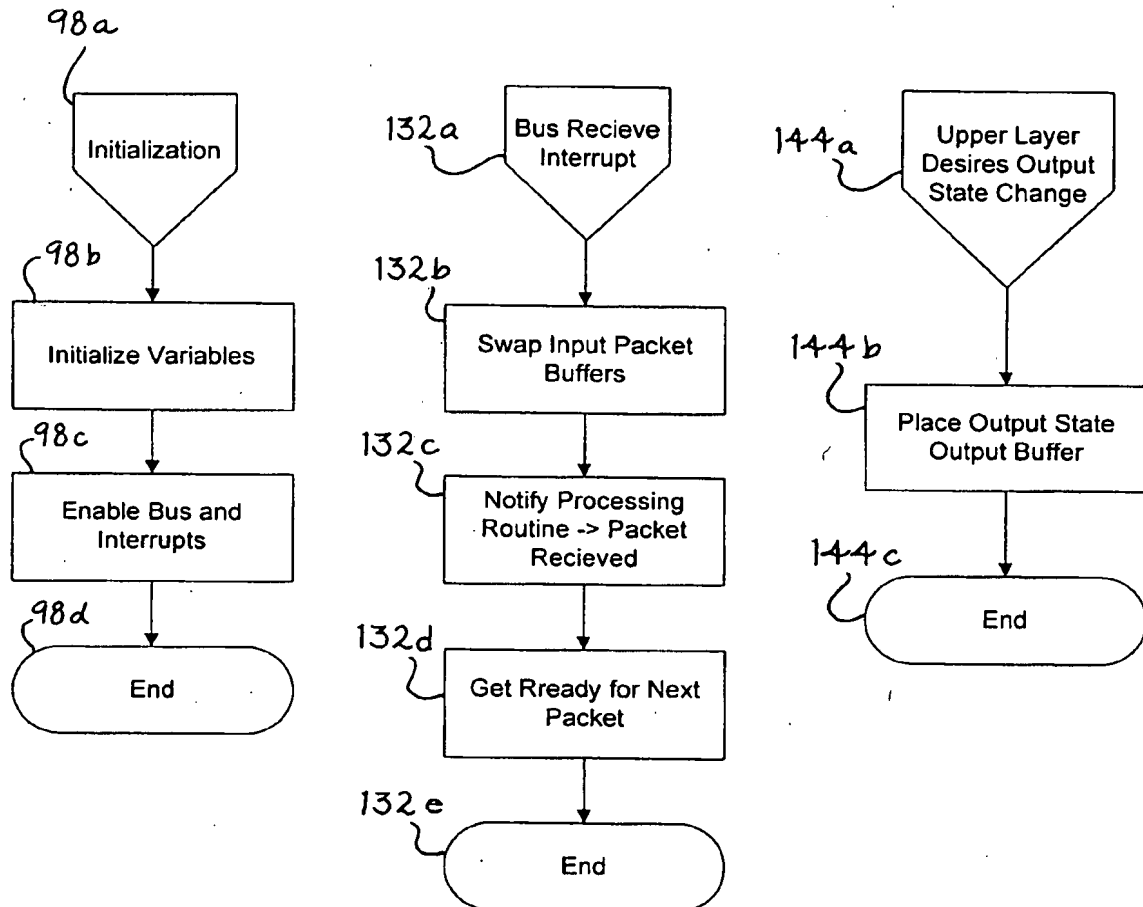 98a
Initialization
98b
Initialize Variables
98c
Enable Bus and
Interrupts
98d
End
132a
Bus Recieve
Interrupt
132b
Swap Input Packet
Buffers
132c
Notify Processing
Routine -> Packet
Recieved
132d
Get Rready for Next
Packet
132e
End
144a
Upper Layer
Desires Output
State Change
144b
Place Output State
Output Buffer
144c
End